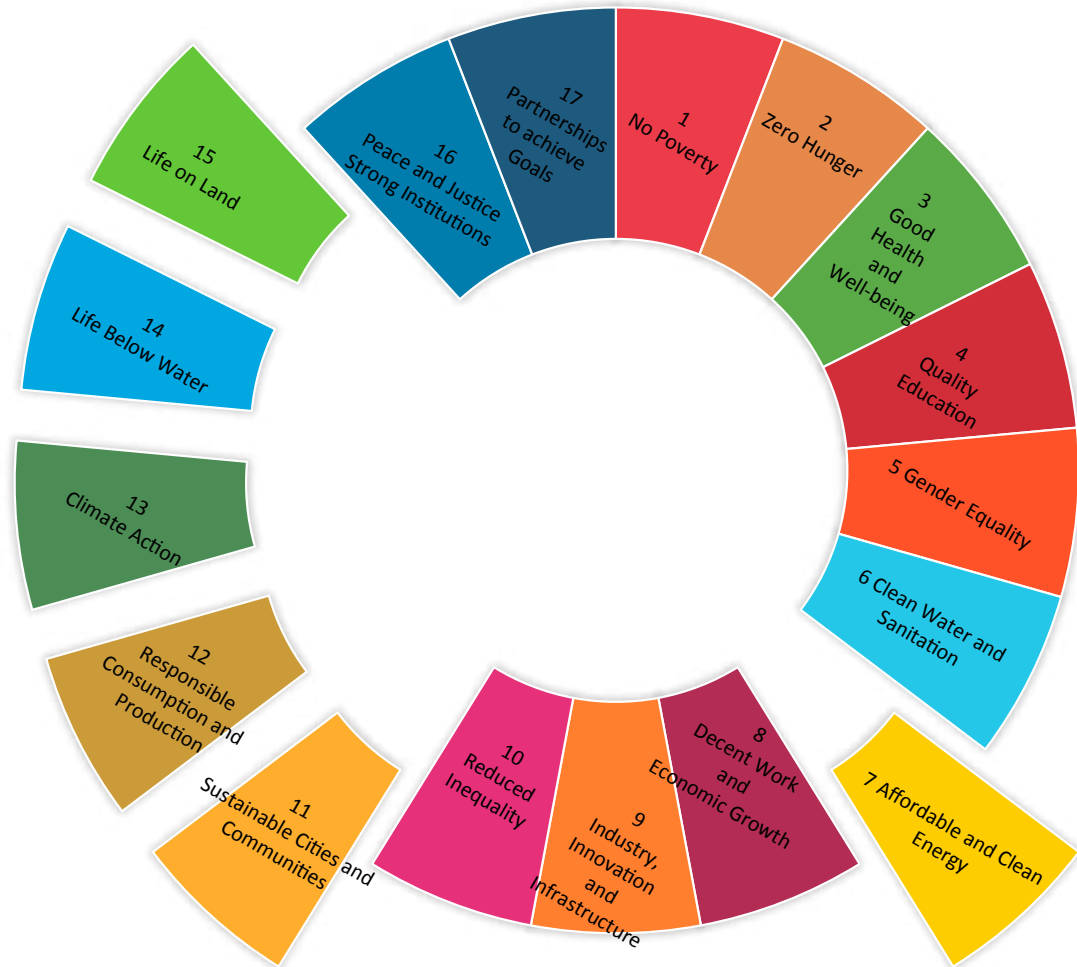 1
No Poverty
2
Zero Hunger
3
Good
Health
and
Well-being
4
Quality
Education
5 Gender Equality
6 Clean Water and
Sanitation
7 Affordable and Clean
Energy
8
Decent Work
and
Economic Growth
9
Industry,
Innovation
and
Infrastructure
10
Reduced
Inequality
11
Sustainable Cities and
Communities
12
Responsible
Consumption and
Production
13
Climate Action
14
Life Below Water
15
Life on Land
16
Peace and Justice
Strong Institutions
17
Partnerships
to achieve
Goals